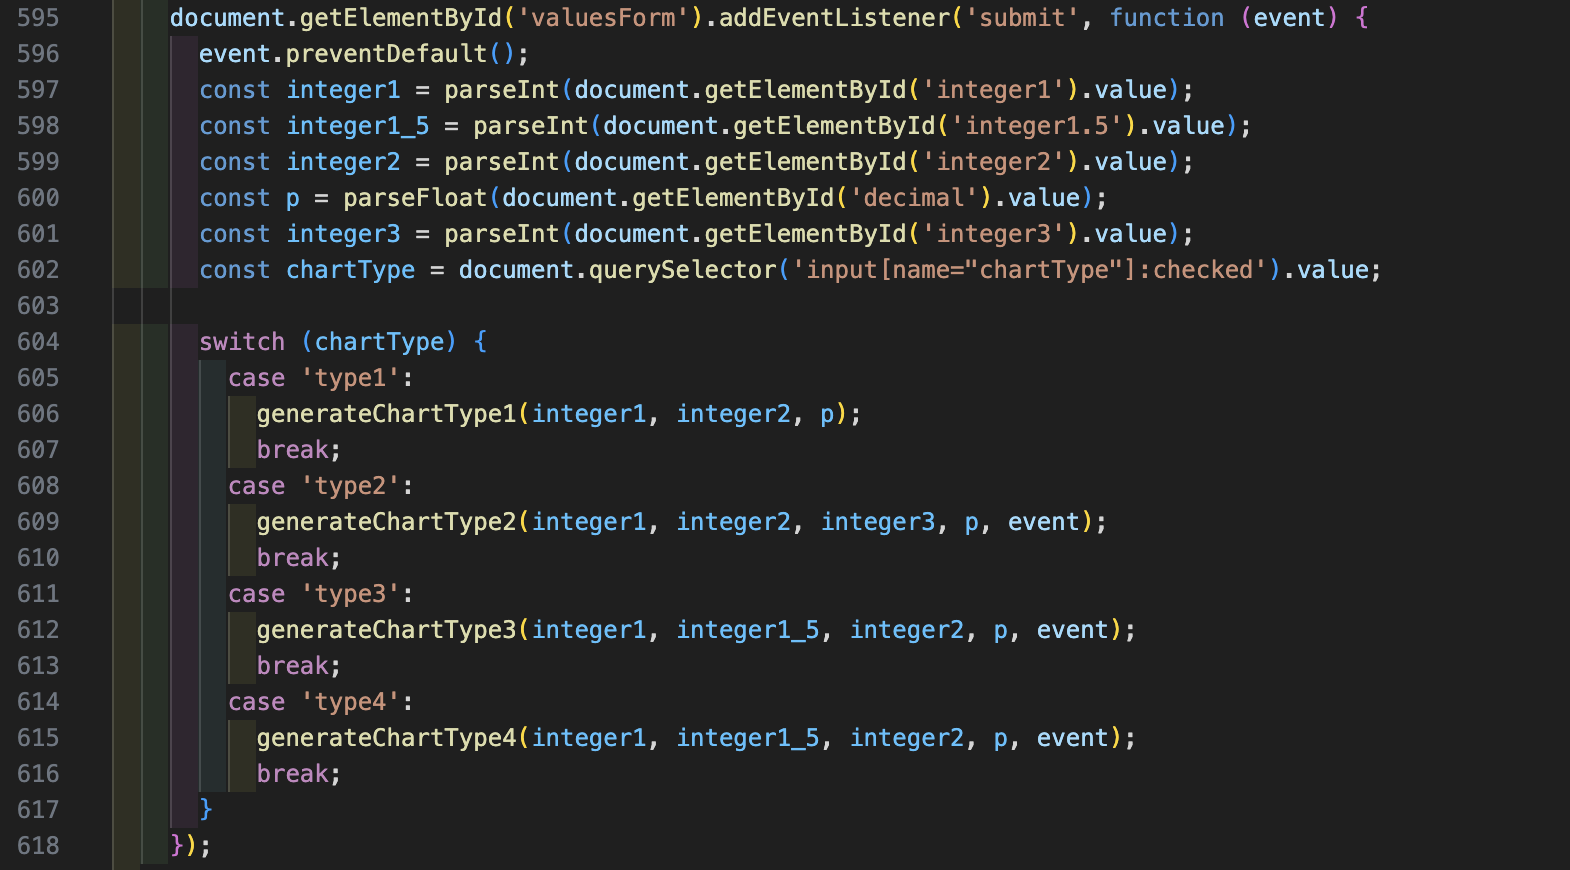 595 document.getElementById('valuesForm').addEventListener('submit', function (event) {
596 event.preventDefault();
597 const integer1 = parseInt(document.getElementById('integer1').value);
598 const integer1_5 = parseInt(document.getElementById('integer1.5').value);
599 const integer2 = parseInt(document.getElementById('integer2').value);
600 const p = parseFloat(document.getElementById('decimal').value);
601 const integer3 = parseInt(document.getElementById('integer3').value);
602 const chartType = document.querySelector('input[name="chartType"]:checked').value;
603
604 switch (chartType) {
605 case 'type1':
606 generateChartType1(integer1, integer2, p);
607 break;
608 case 'type2':
609 generateChartType2(integer1, integer2, integer3, p, event);
610 break;
611 case 'type3':
612 generateChartType3(integer1, integer1_5, integer2, p, event);
613 break;
614 case 'type4':
615 generateChartType4(integer1, integer1_5, integer2, p, event);
616 break;
617 }
618 });